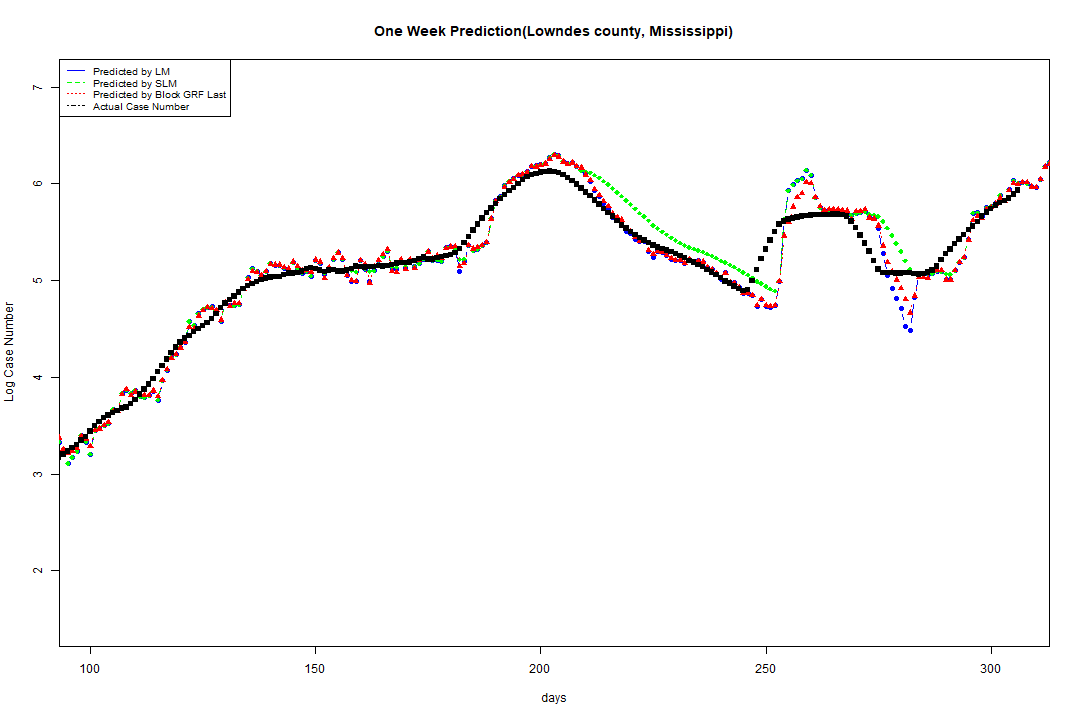 One Week Prediction(Lowndes county, Mississippi)
Predicted by LM
Predicted by SLM
Predicted by Block GRF Last
Actual Case Number
7
6
5
4
3
2
Log Case Number
100 150 200 250 300
days